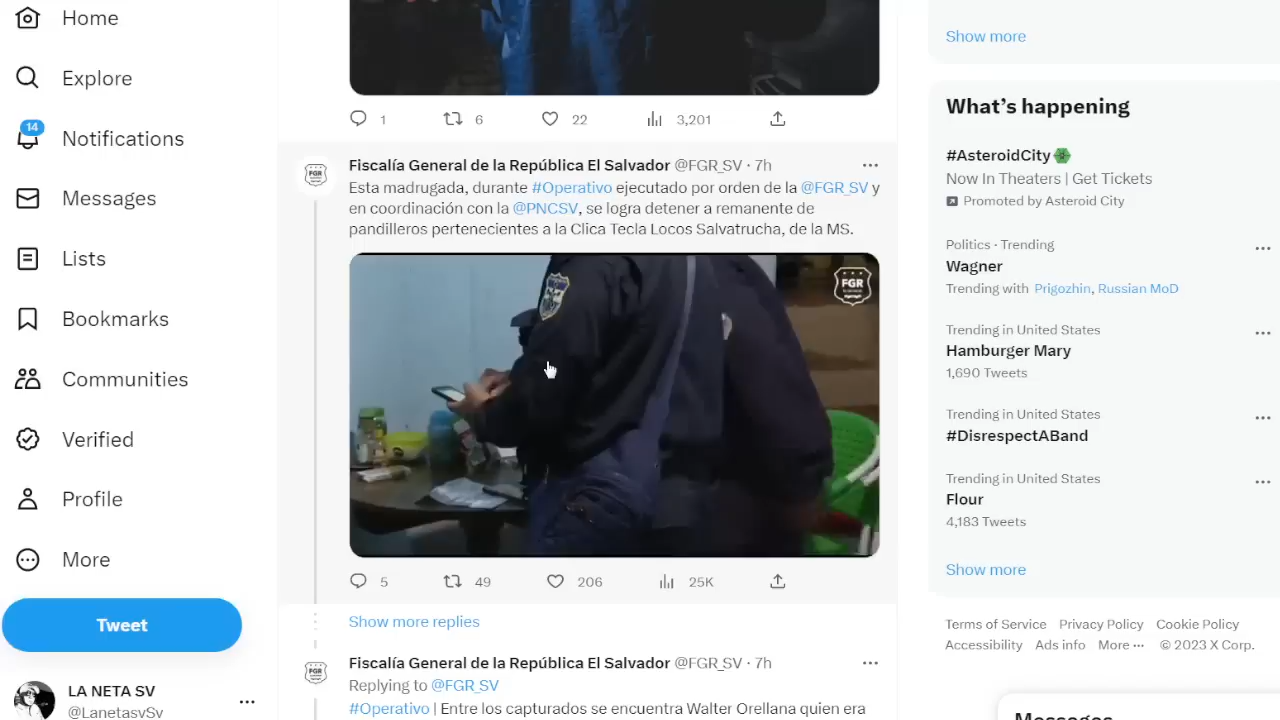 Home
Explore
14
Notifications
Messages
Lists
Bookmarks
Communities
Verified
Profile
More
Tweet
LA NETA SV
@LanetasvSv
1 6 22 3,201
Fiscalía General de la República El Salvador @FGR_SV · 7h
Esta madrugada, durante #Operativo ejecutado por orden de la @FGR_SV y
en coordinación con la @PNCSV, se logra detener a remanente de
pandilleros pertenecientes a la Clica Tecla Locos Salvatrucha, de la MS.
FGR
5 49 206 25K
Show more replies
Fiscalía General de la República El Salvador @FGR_SV · 7h
Replying to @FGR_SV
#Operativo | Entre los capturados se encuentra Walter Orellana quien era
Show more
What's happening
#AsteroidCity
Now In Theaters | Get Tickets
Promoted by Asteroid City
Politics · Trending
Wagner
Trending with Prigozhin, Russian MoD
Trending in United States
Hamburger Mary
1,690 Tweets
Trending in United States
#DisrespectABand
Trending in United States
Flour
4,183 Tweets
Show more
Terms of Service Privacy Policy Cookie Policy
Accessibility Ads info More ··· © 2023 X Corp.
Messages